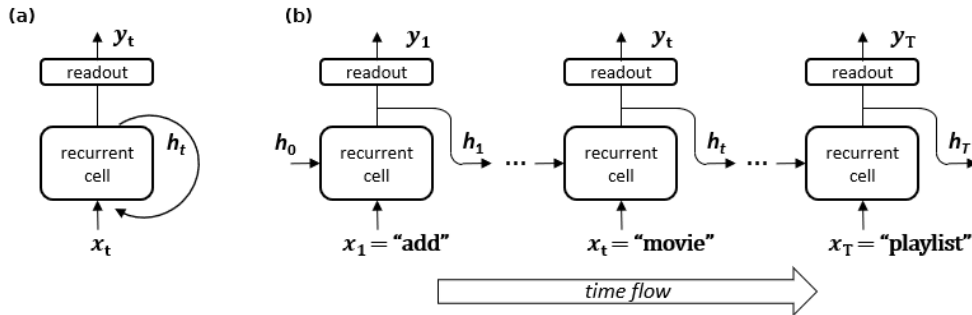 (a)
y_t
readout
h_t
recurrent
cell
x_t
(b)
y_1 y_t y_T
readout readout readout
h_0 h_1 ... h_t ... h_T
recurrent recurrent recurrent
cell cell cell
x_1 = “add” x_t = “movie” x_T = “playlist”
time flow